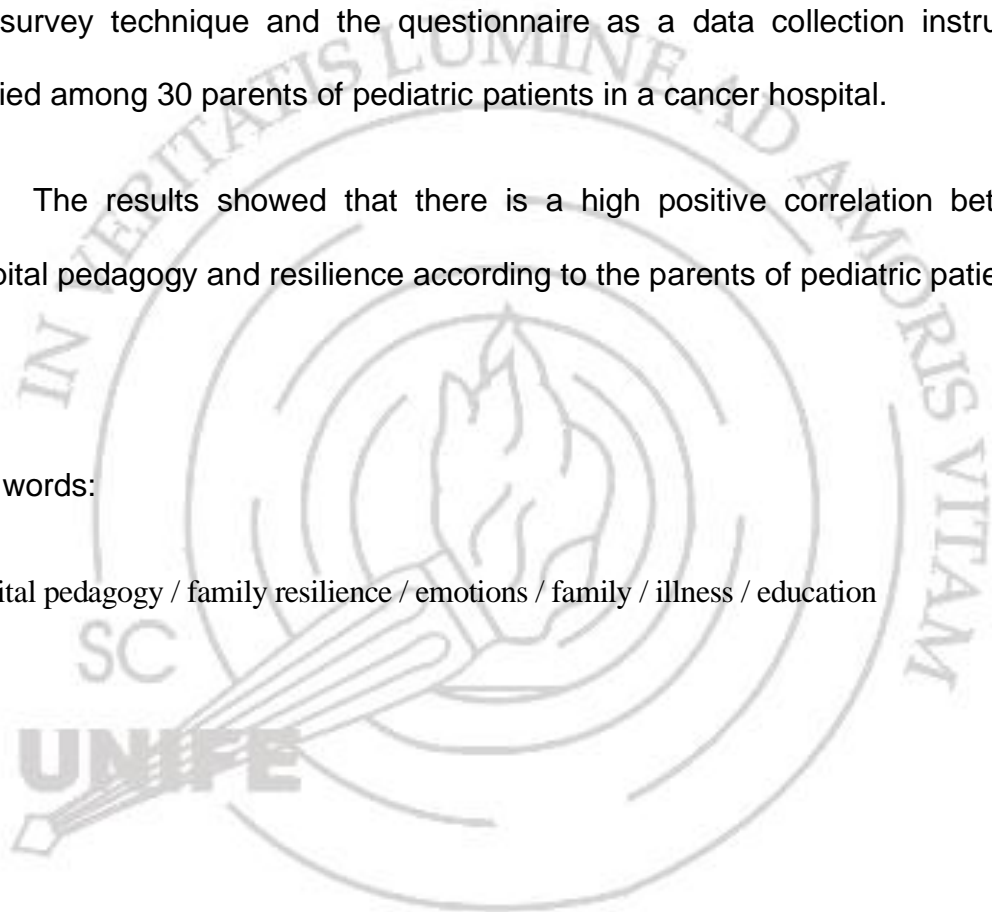 survey technique and the questionnaire as a data collection instru
ied among 30 parents of pediatric patients in a cancer hospital.
The results showed that there is a high positive correlation bet
pital pedagogy and resilience according to the parents of pediatric patie
words:
ital pedagogy / family resilience / emotions / family / illness / education
IN VERITATIS LUMINE AD AMORIS VITAM
SC
UNIFE